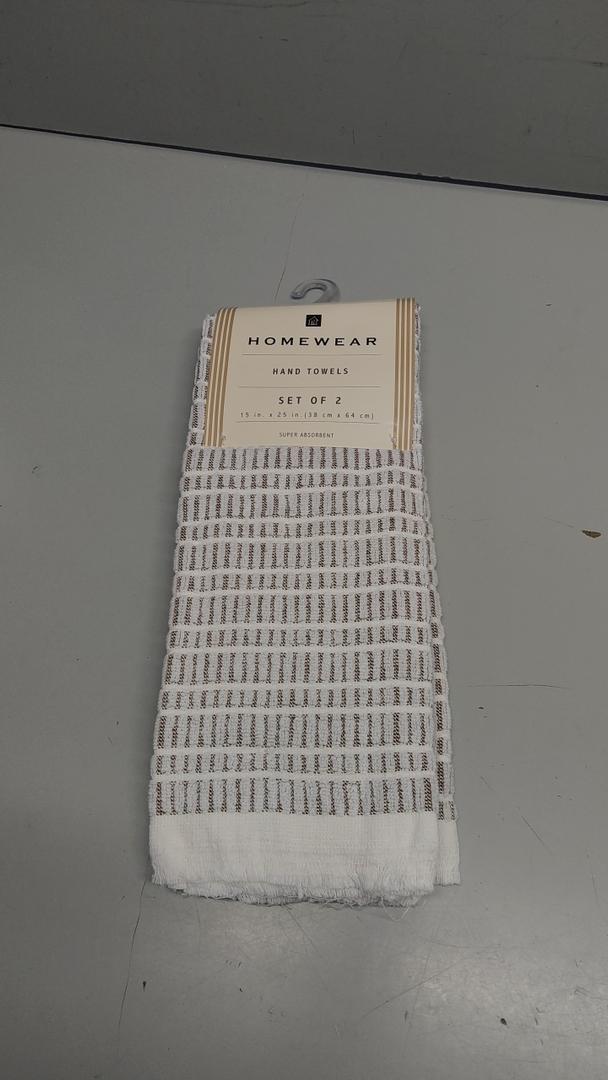 HOMEWEAR
HAND TOWELS
SET OF 2
15 in. x 25 in. (38 cm x 64 cm)
SUPER ABSORBENT